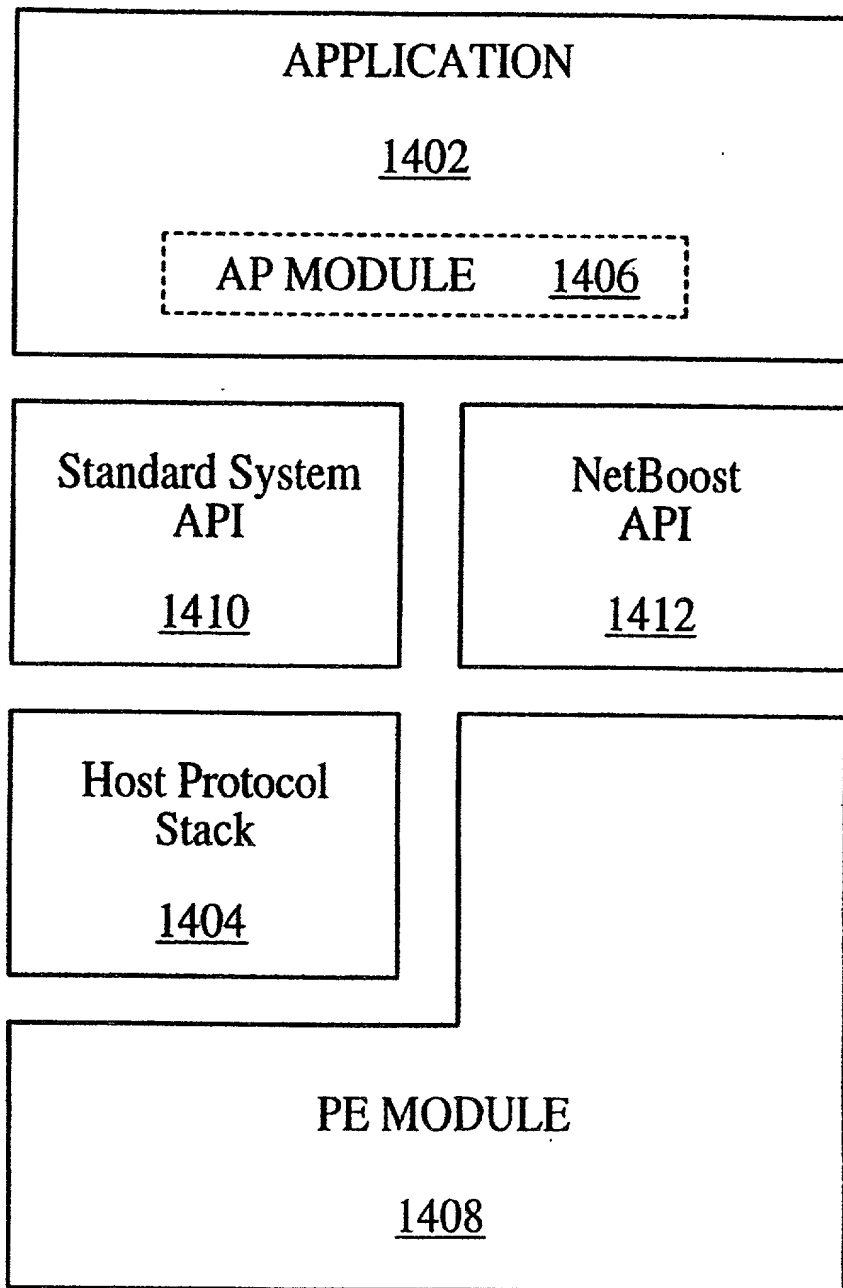 APPLICATION
1402
AP MODULE 1406
Standard System
API
1410
NetBoost
API
1412
Host Protocol
Stack
1404
PE MODULE
1408